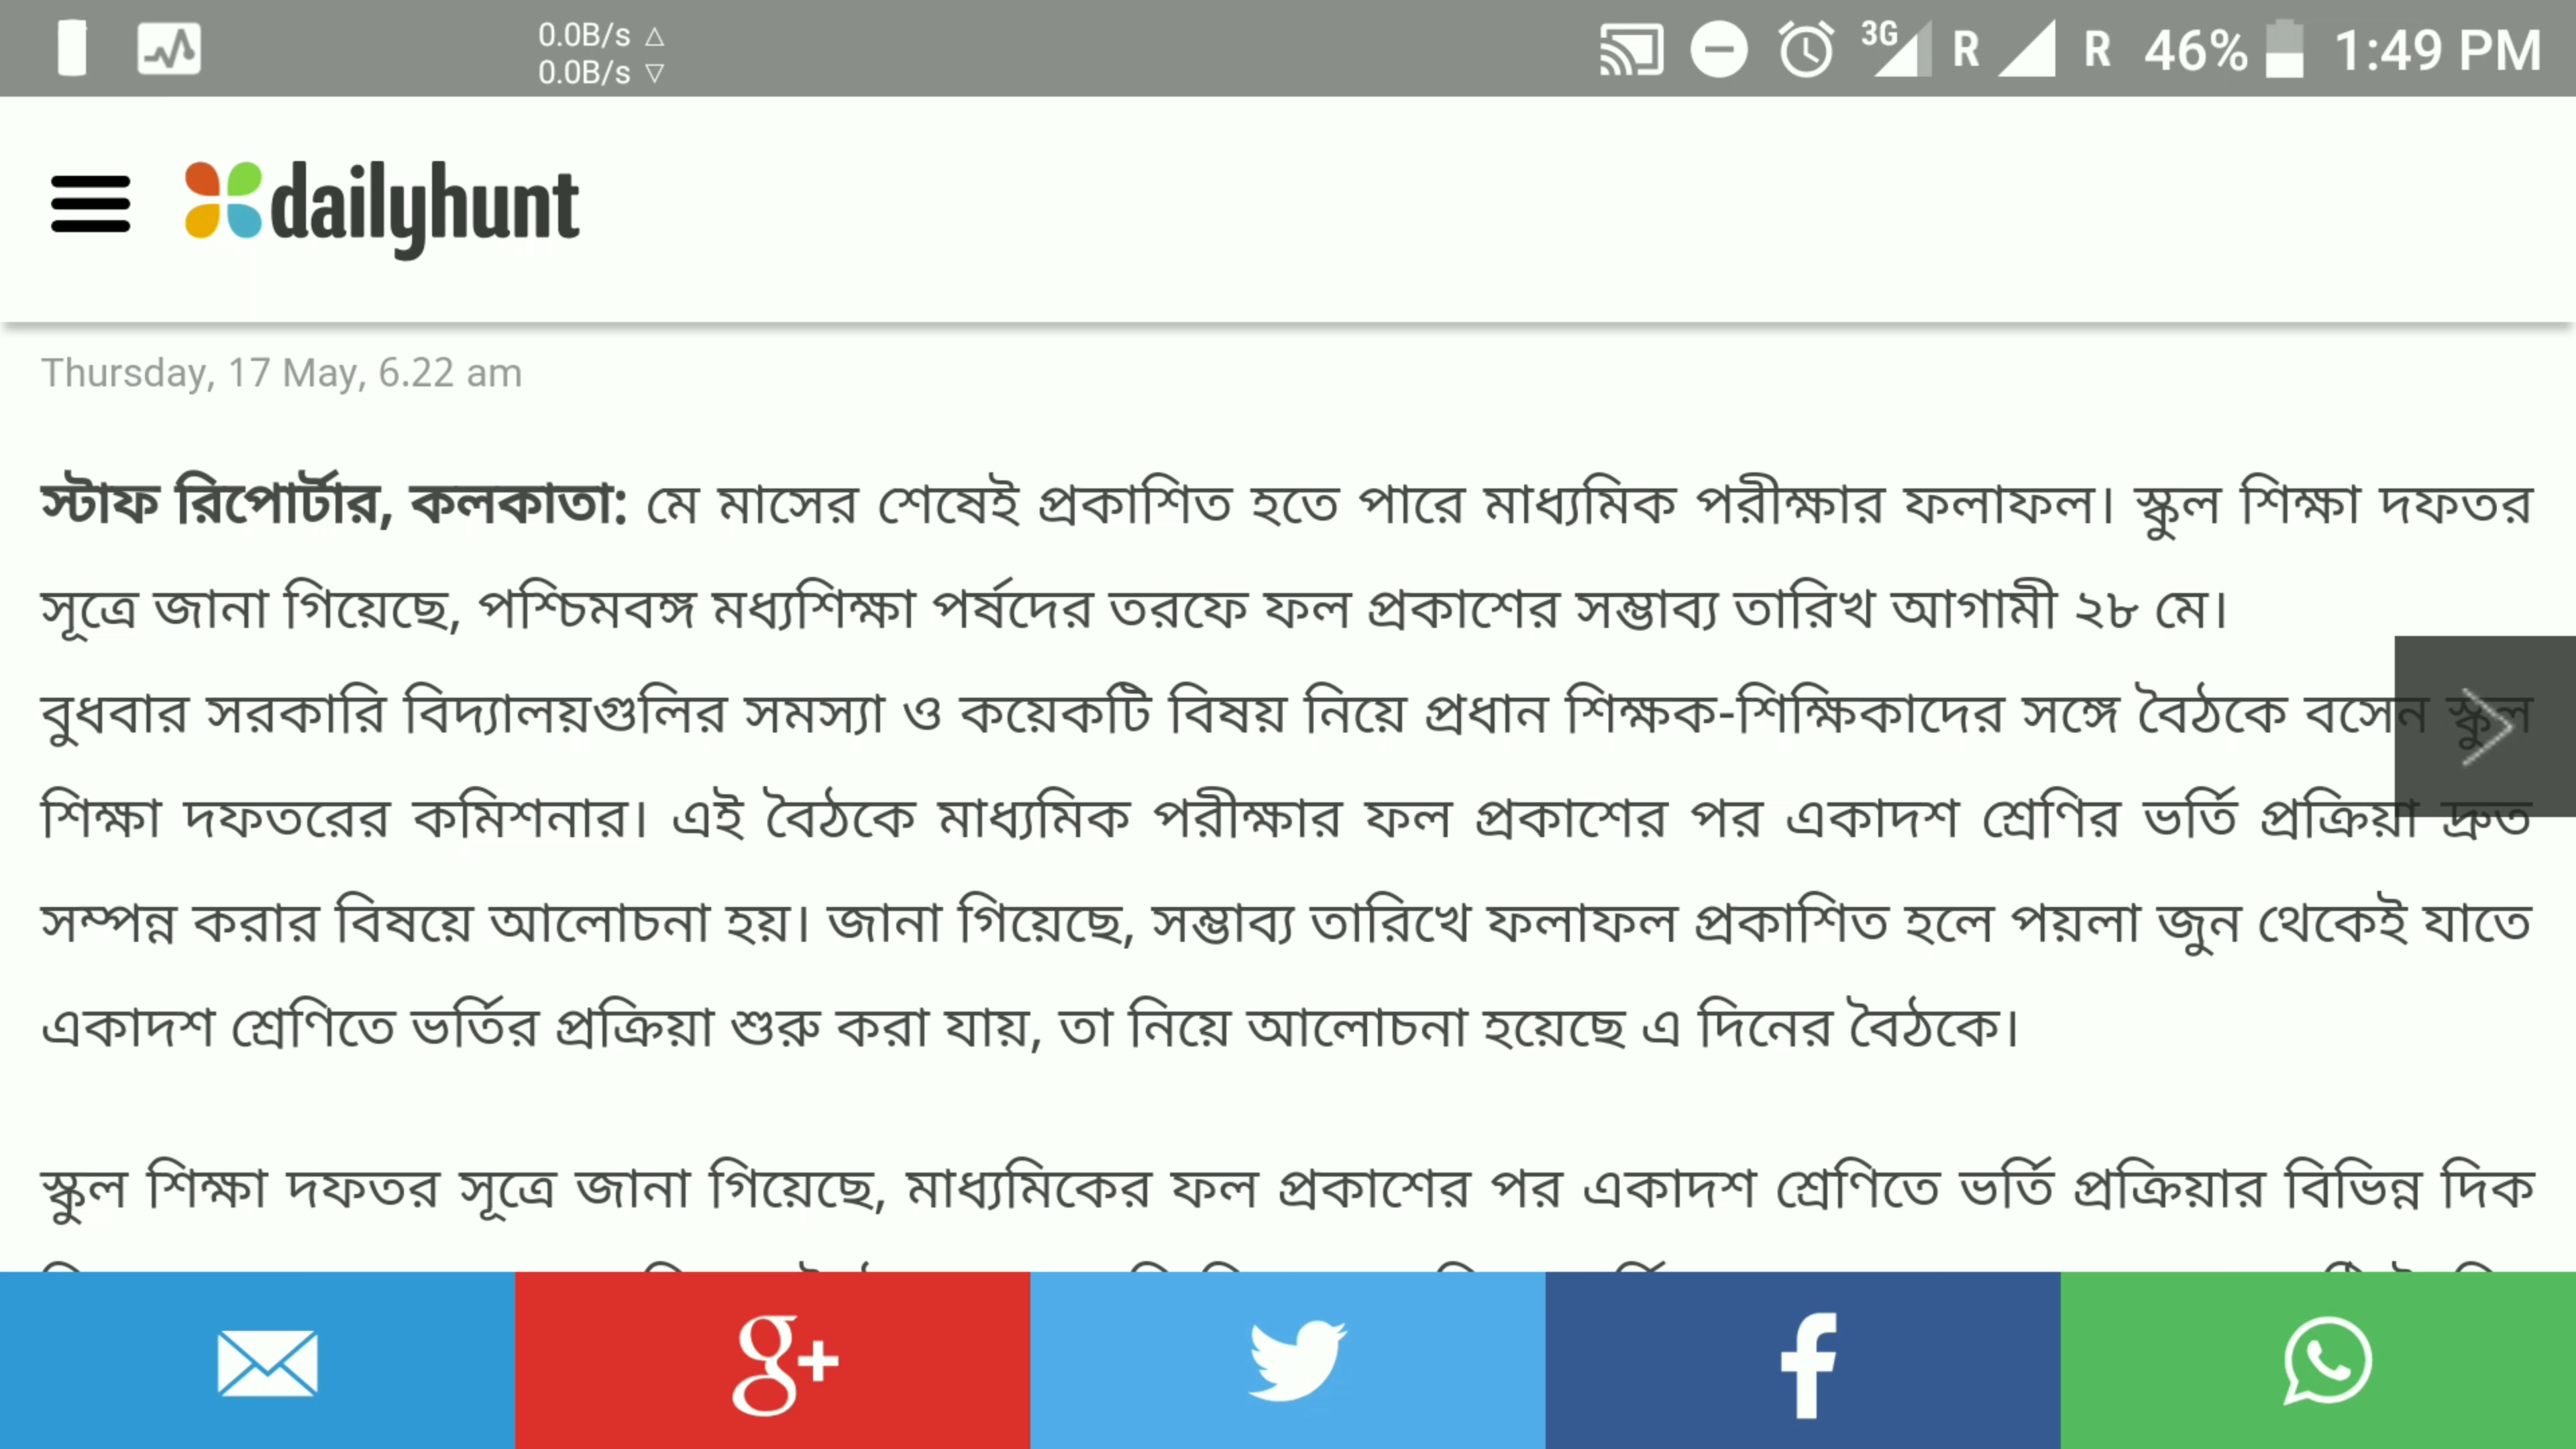 0.0B/s △
0.0B/s ▽
3G R R 46% 1:49 PM
dailyhunt
Thursday, 17 May, 6.22 am
স্টাফ রিপোর্টার, কলকাতা: মে মাসের শেষেই প্রকাশিত হতে পারে মাধ্যমিক পরীক্ষার ফলাফল। স্কুল শিক্ষা দফতর
সূত্রে জানা গিয়েছে, পশ্চিমবঙ্গ মধ্যশিক্ষা পর্ষদের তরফে ফল প্রকাশের সম্ভাব্য তারিখ আগামী ২৮ মে।
বুধবার সরকারি বিদ্যালয়গুলির সমস্যা ও কয়েকটি বিষয় নিয়ে প্রধান শিক্ষক-শিক্ষিকাদের সঙ্গে বৈঠকে বসেন স্কুল
শিক্ষা দফতরের কমিশনার। এই বৈঠকে মাধ্যমিক পরীক্ষার ফল প্রকাশের পর একাদশ শ্রেণির ভর্তি প্রক্রিয়া দ্রুত
সম্পন্ন করার বিষয়ে আলোচনা হয়। জানা গিয়েছে, সম্ভাব্য তারিখে ফলাফল প্রকাশিত হলে পয়লা জুন থেকেই যাতে
একাদশ শ্রেণিতে ভর্তির প্রক্রিয়া শুরু করা যায়, তা নিয়ে আলোচনা হয়েছে এ দিনের বৈঠকে।
স্কুল শিক্ষা দফতর সূত্রে জানা গিয়েছে, মাধ্যমিকের ফল প্রকাশের পর একাদশ শ্রেণিতে ভর্তি প্রক্রিয়ার বিভিন্ন দিক
g+